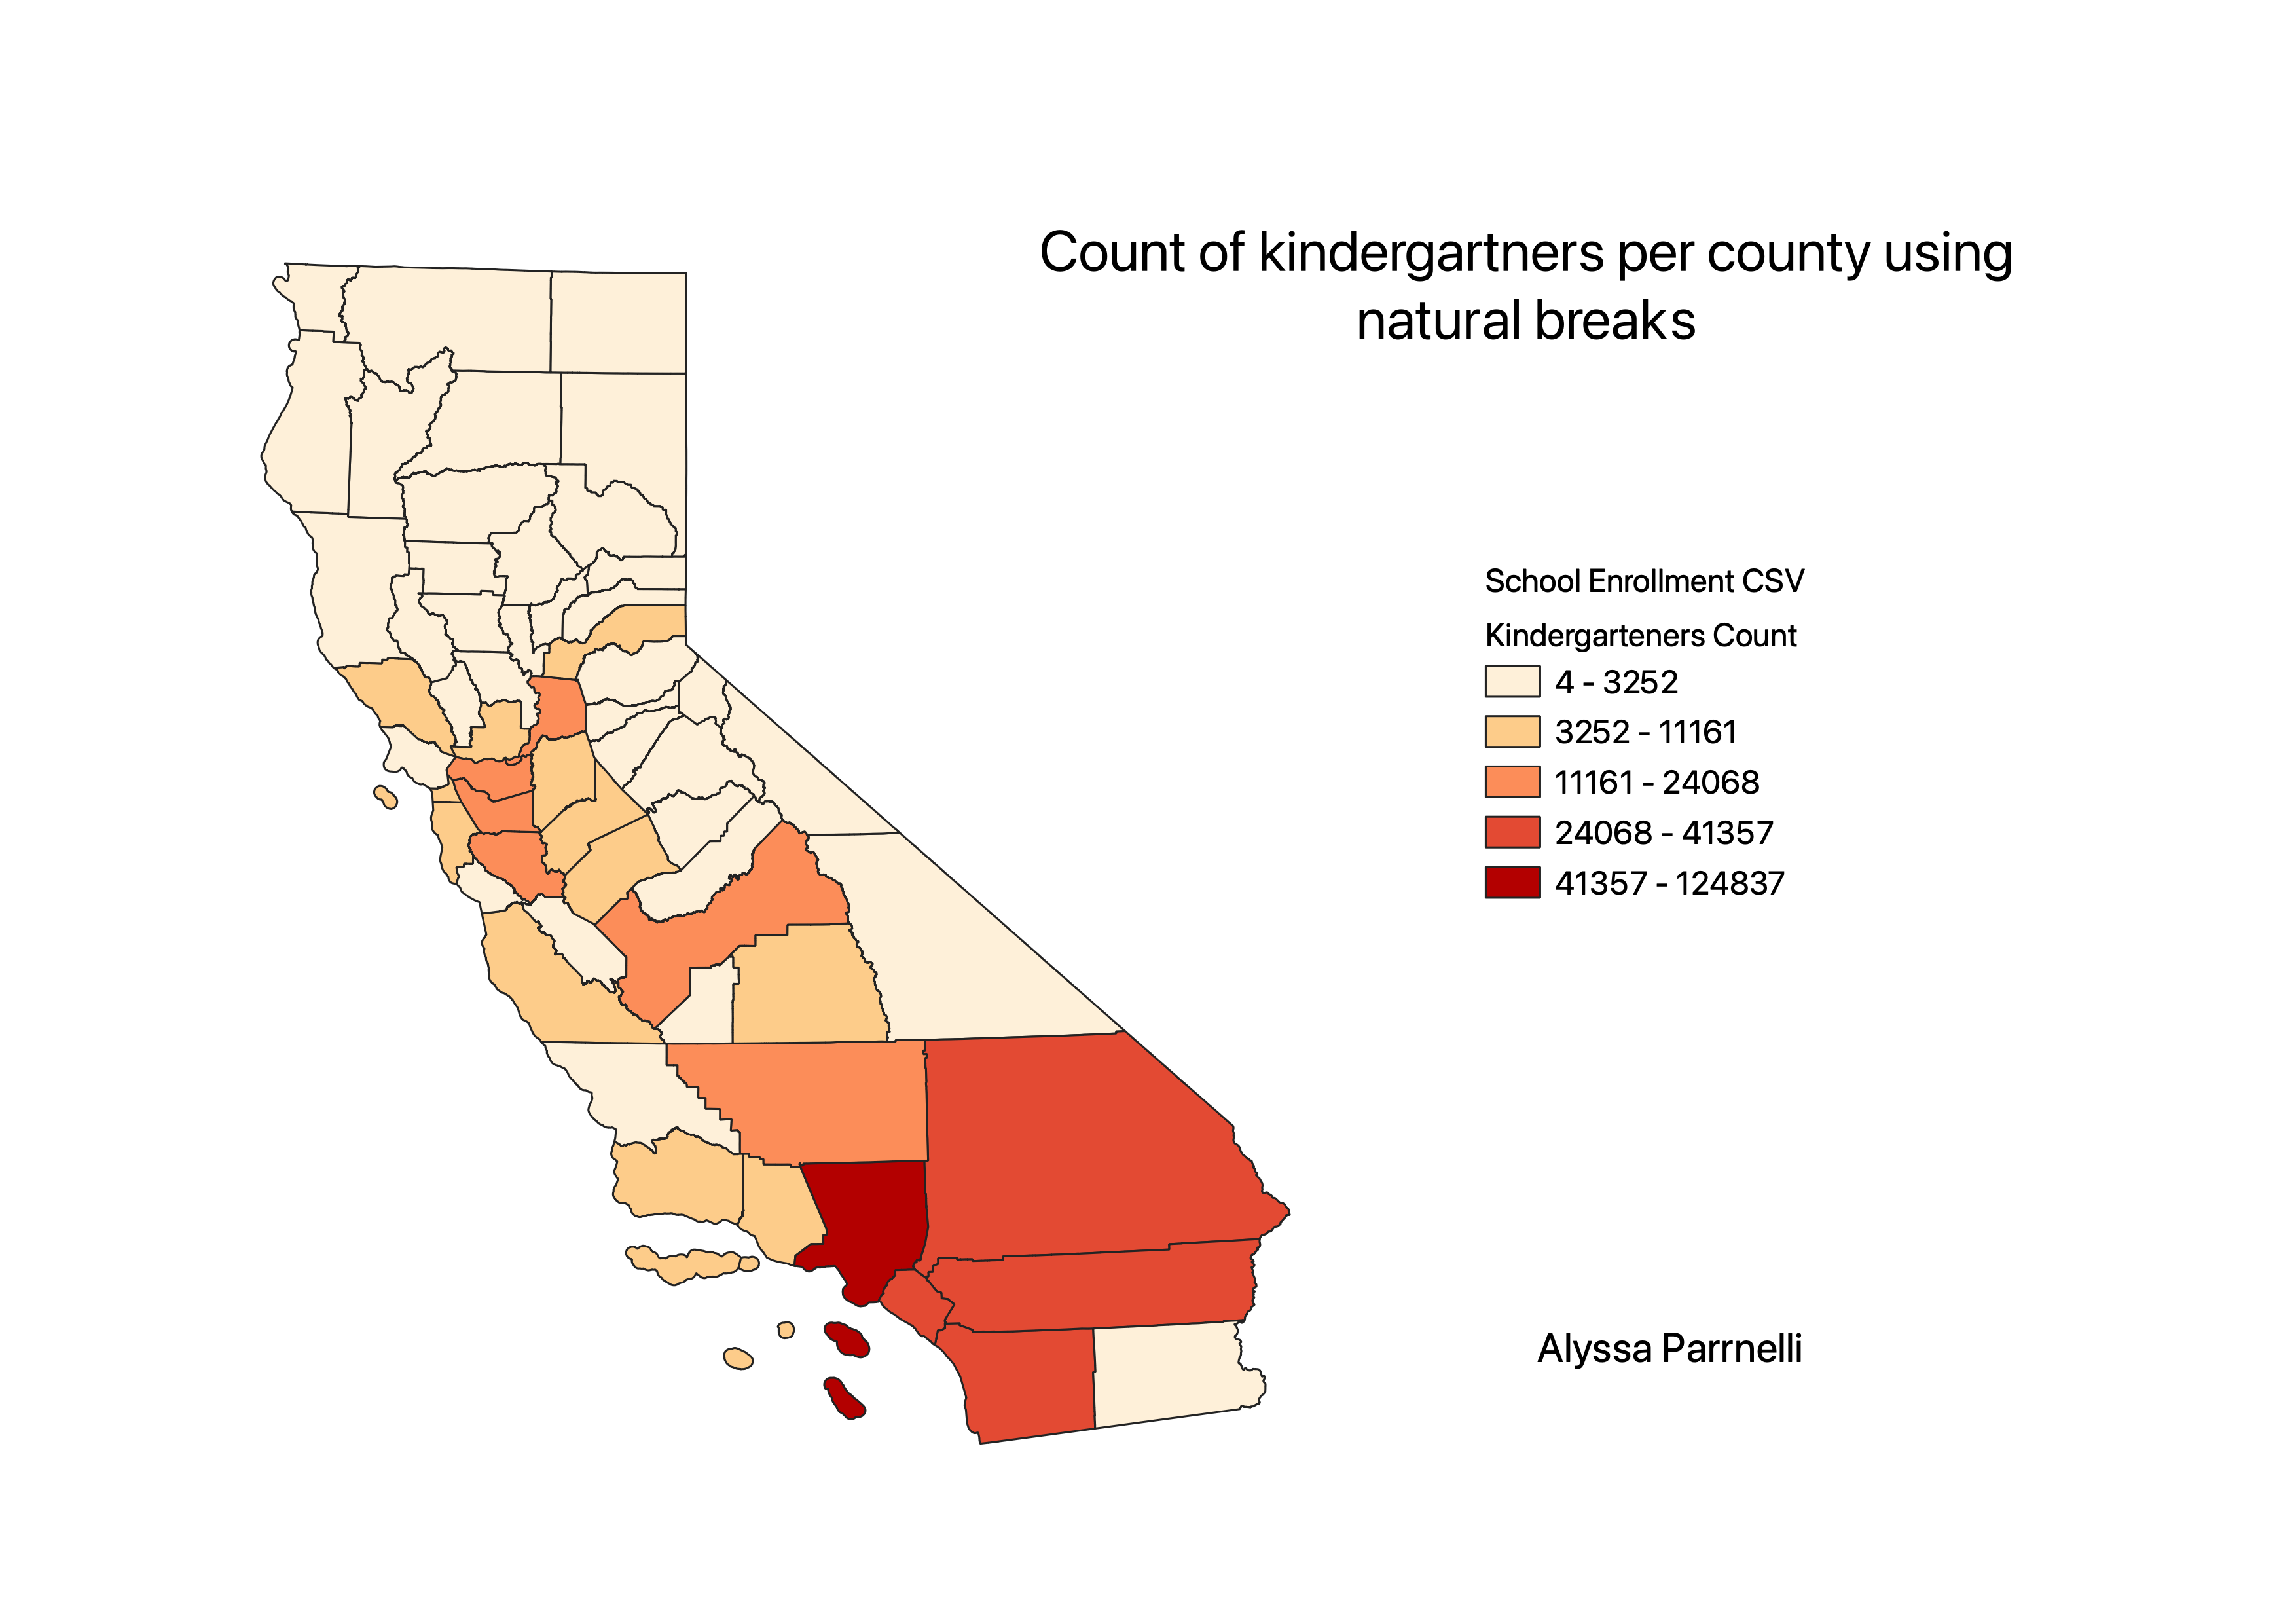 Count of kindergartners per county using
natural breaks
School Enrollment CSV
Kindergarteners Count
4 - 3252
3252 - 11161
11161 - 24068
24068 - 41357
41357 - 124837
Alyssa Parrnelli